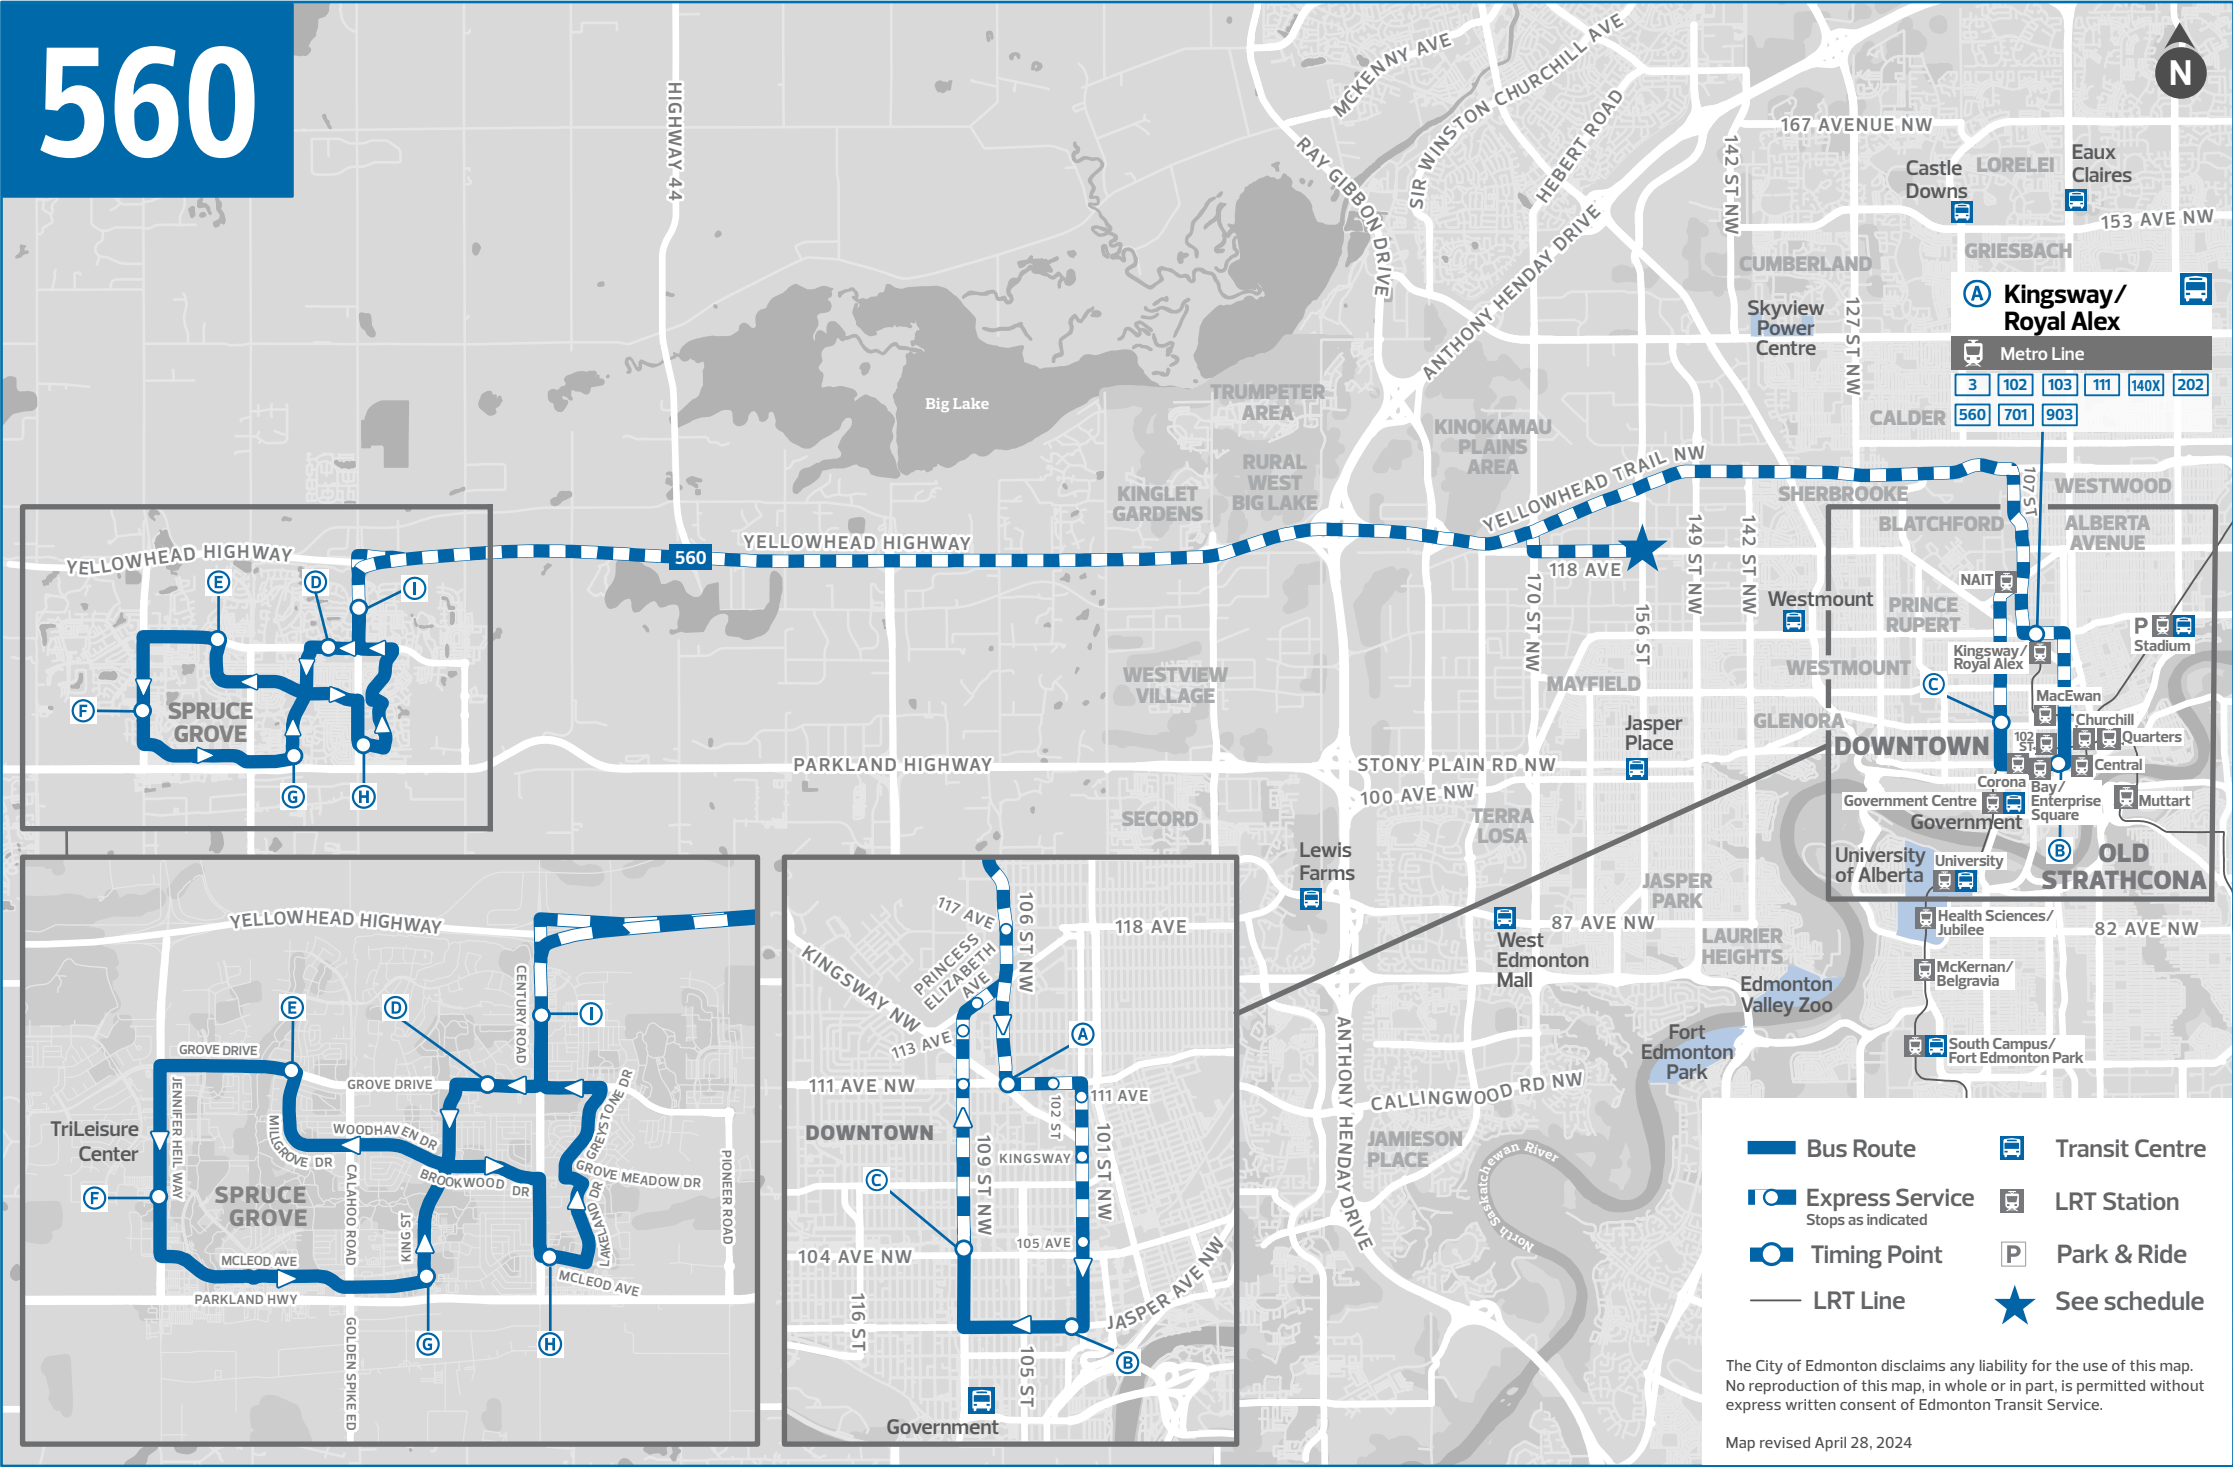 560
N
HIGHWAY 44
MCKENNY AVE
SIR WINSTON CHURCHILL AVE
RAY GIBBON DRIVE
HEBERT ROAD
ANTHONY HENDAY DRIVE
142 ST NW
167 AVENUE NW
Castle
Downs
LORELEI
Eaux
Claires
153 AVE NW
GRIESBACH
CUMBERLAND
Skyview
Power
Centre
127 ST NW
A
Kingsway/
Royal Alex
Metro Line
3 102 103 111 140X 202
560 701 903
CALDER
Big Lake
TRUMPETER
AREA
KINOKAMAU
PLAINS
AREA
RURAL
WEST
BIG LAKE
KINGLET
GARDENS
YELLOWHEAD TRAIL NW
SHERBROOKE
107 ST
WESTWOOD
BLATCHFORD
ALBERTA
AVENUE
YELLOWHEAD HIGHWAY
560
YELLOWHEAD HIGHWAY
118 AVE
170 ST NW
156 ST
149 ST NW
142 ST NW
E
D
I
F
SPRUCE
GROVE
G
H
Westmount
NAIT
PRINCE
RUPERT
P
Stadium
Kingsway/
Royal Alex
WESTMOUNT
WESTVIEW
VILLAGE
MAYFIELD
C
MacEwan
Churchill
Quarters
GLENORA
DOWNTOWN
102
ST
Central
Corona
Bay/
Enterprise
Square
Muttart
Government Centre
Government
B
Jasper
Place
PARKLAND HIGHWAY
STONY PLAIN RD NW
100 AVE NW
SECORD
TERRA
LOSA
Lewis
Farms
University
of Alberta
University
OLD
STRATHCONA
JASPER
PARK
87 AVE NW
West
Edmonton
Mall
LAURIER
HEIGHTS
Health Sciences/
Jubilee
82 AVE NW
McKernan/
Belgravia
Edmonton
Valley Zoo
Fort
Edmonton
Park
South Campus/
Fort Edmonton Park
ANTHONY HENDAY DRIVE
CALLINGWOOD RD NW
JAMIESON
PLACE
North Saskatchewan River
YELLOWHEAD HIGHWAY
CENTURY ROAD
E
D
I
GROVE DRIVE
GROVE DRIVE
JENNIFER HEIL WAY
TriLeisure
Center
MILLGROVE DR
WOODHAVEN DR
GREYSTONE DR
GROVE MEADOW DR
BROOKWOOD DR
F
SPRUCE
GROVE
CALAHOO ROAD
KING ST
LAKELAND DR
PIONEER ROAD
MCLEOD AVE
MCLEOD AVE
PARKLAND HWY
GOLDEN SPIKE ED
G
H
117 AVE
106 ST NW
118 AVE
PRINCESS
ELIZABETH
AVE
KINGSWAY NW
113 AVE
A
111 AVE NW
111 AVE
102 ST
DOWNTOWN
109 ST NW
KINGSWAY
101 ST NW
C
105 AVE
104 AVE NW
116 ST
JASPER AVE NW
105 ST
B
Government
Bus Route
Transit Centre
Express Service
Stops as indicated
LRT Station
Timing Point
P
Park & Ride
LRT Line
See schedule
The City of Edmonton disclaims any liability for the use of this map.
No reproduction of this map, in whole or in part, is permitted without
express written consent of Edmonton Transit Service.
Map revised April 28, 2024